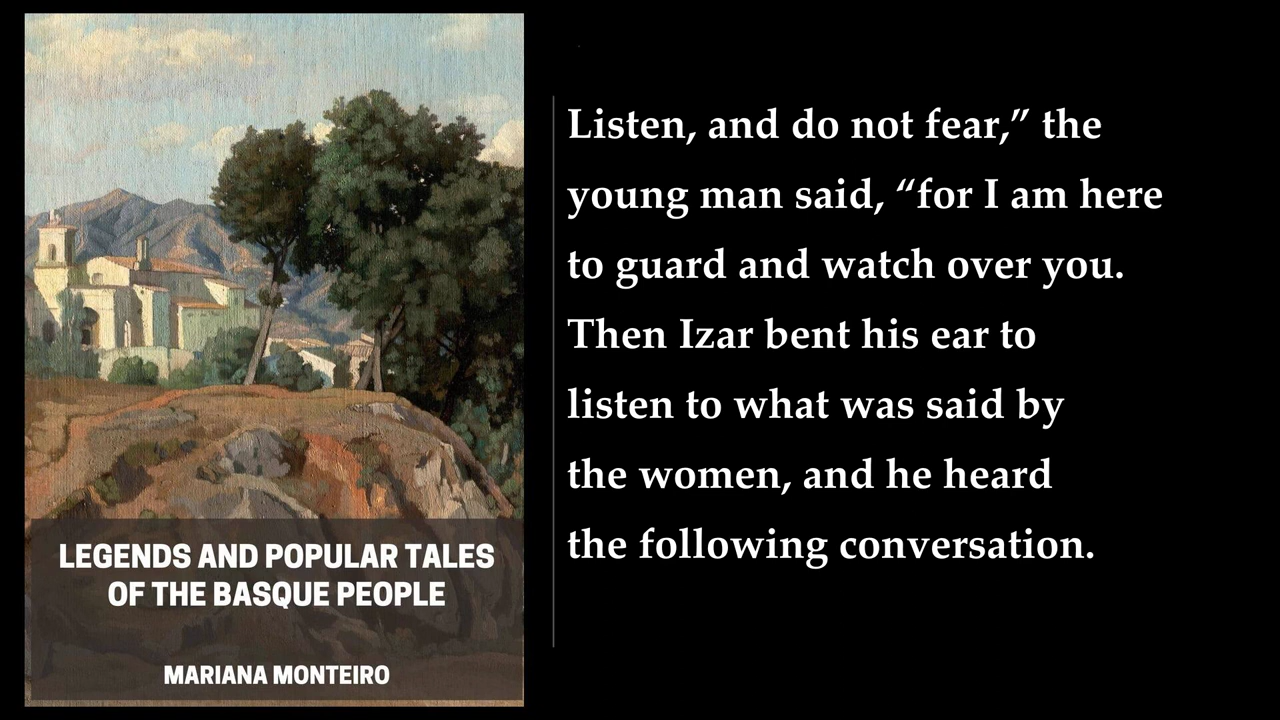 LEGENDS AND POPULAR TALES
OF THE BASQUE PEOPLE
MARIANA MONTEIRO
Listen, and do not fear,” the
young man said, “for I am here
to guard and watch over you.
Then Izar bent his ear to
listen to what was said by
the women, and he heard
the following conversation.